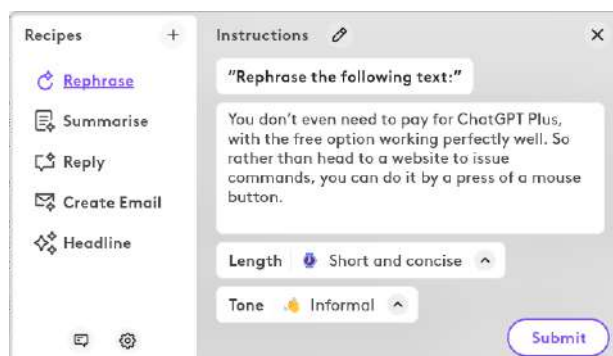 Recipes +
Rephrase
Summarise
Reply
Create Email
Headline
Instructions
"Rephrase the following text:"
You don't even need to pay for ChatGPT Plus,
with the free option working perfectly well. So
rather than head to a website to issue
commands, you can do it by a press of a mouse
button.
Length Short and concise
Tone Informal
Submit